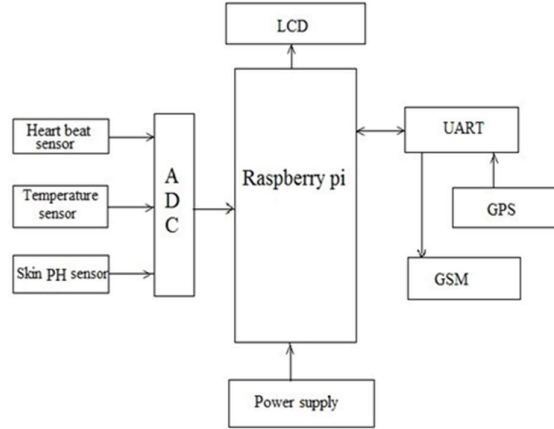 LCD
Heart beat
sensor
Temperature
sensor
Skin PH sensor
A
D
C
Raspberry pi
UART
GPS
GSM
Power supply